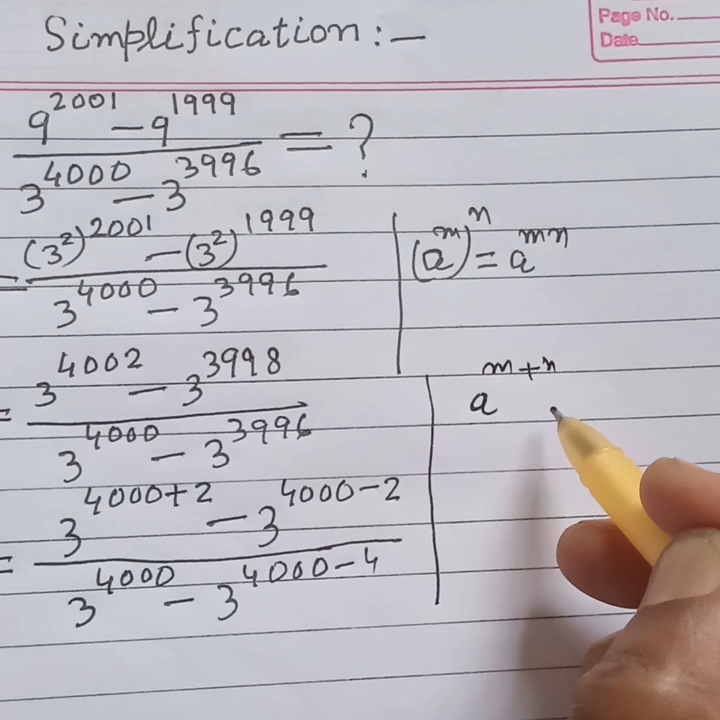 Page No.
Date
Simplification :–
9^2001 – 9^1999 / 3^4000 – 3^3996 = ?
= (3^2)^2001 – (3^2)^1999 / 3^4000 – 3^3996
(a^m)^n = a^mn
= 3^4002 – 3^3998 / 3^4000 – 3^3996
a^m+n
= 3^4000+2 – 3^4000–2 / 3^4000 – 3^4000–4